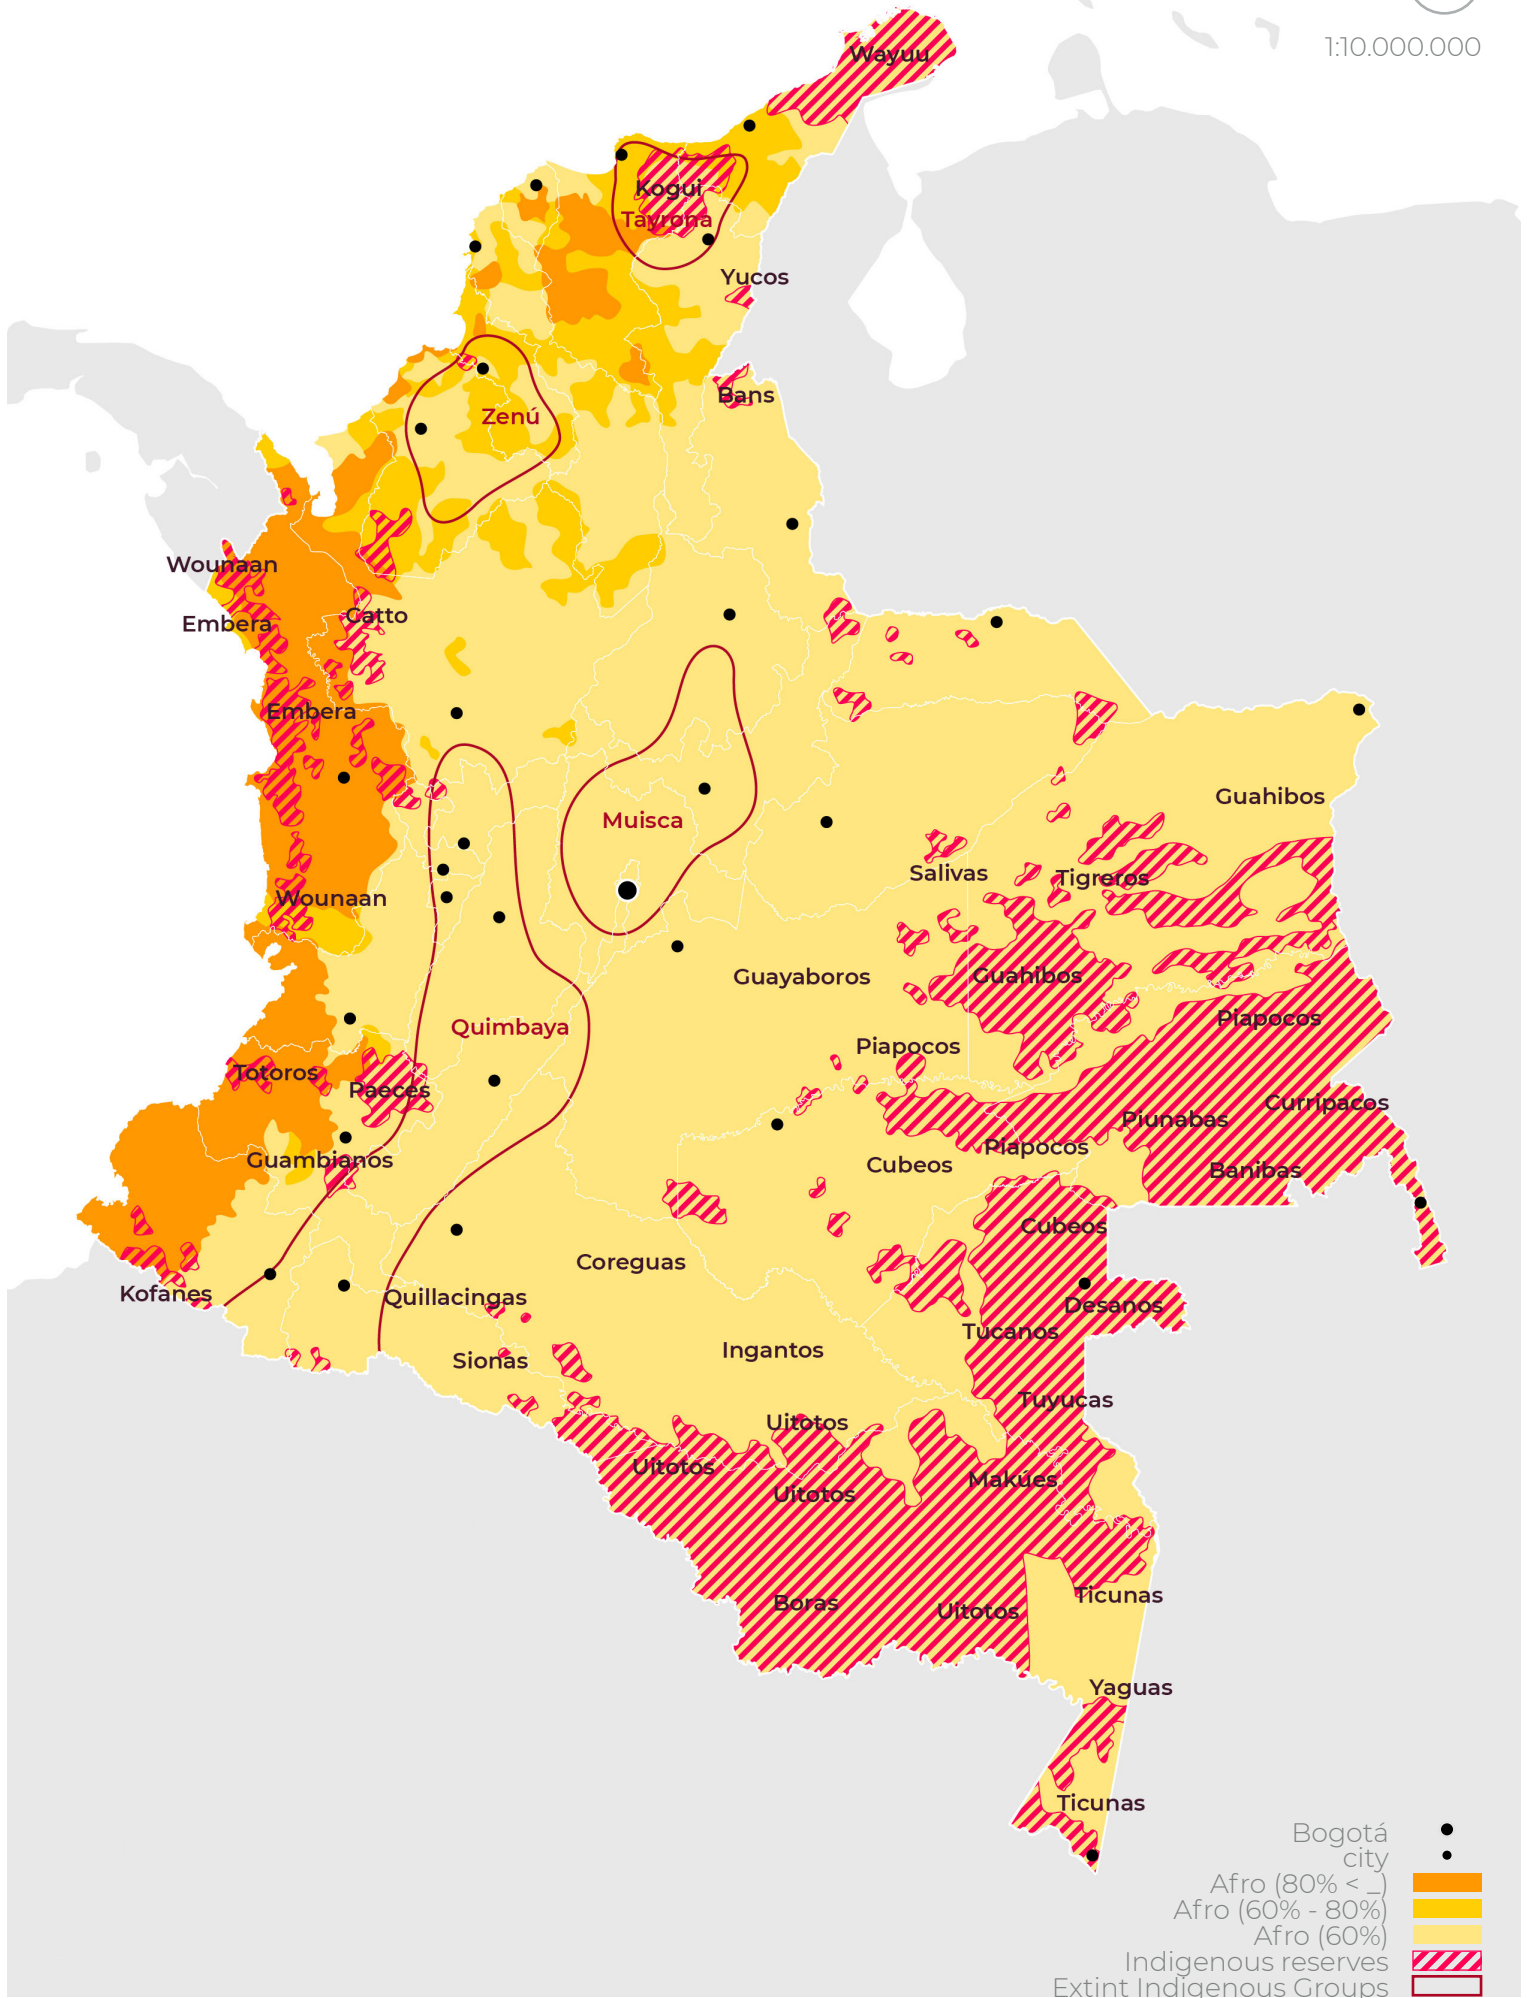 1:10.000.000
Wayuu
Kogui
Tayrona
Yucos
Bans
Zenú
Wounaan
Catto
Embera
Embera
Guahibos
Muisca
Salivas
Tigreros
Wounaan
Guayaboros
Guahibos
Quimbaya
Piapocos
Piapocos
Totoros
Paeces
Curripacos
Piunabas
Piapocos
Guambianos
Cubeos
Banibas
Cubeos
Coreguas
Kofanes
Quillacingas
Desanos
Tucanos
Ingantos
Sionas
Tuyucas
Uitotos
Uitotos
Makúes
Uitotos
Ticunas
Boras
Uitotos
Yaguas
Ticunas
Bogotá
city
Afro (80% < _)
Afro (60% - 80%)
Afro (60%)
Indigenous reserves
Extint Indigenous Groups